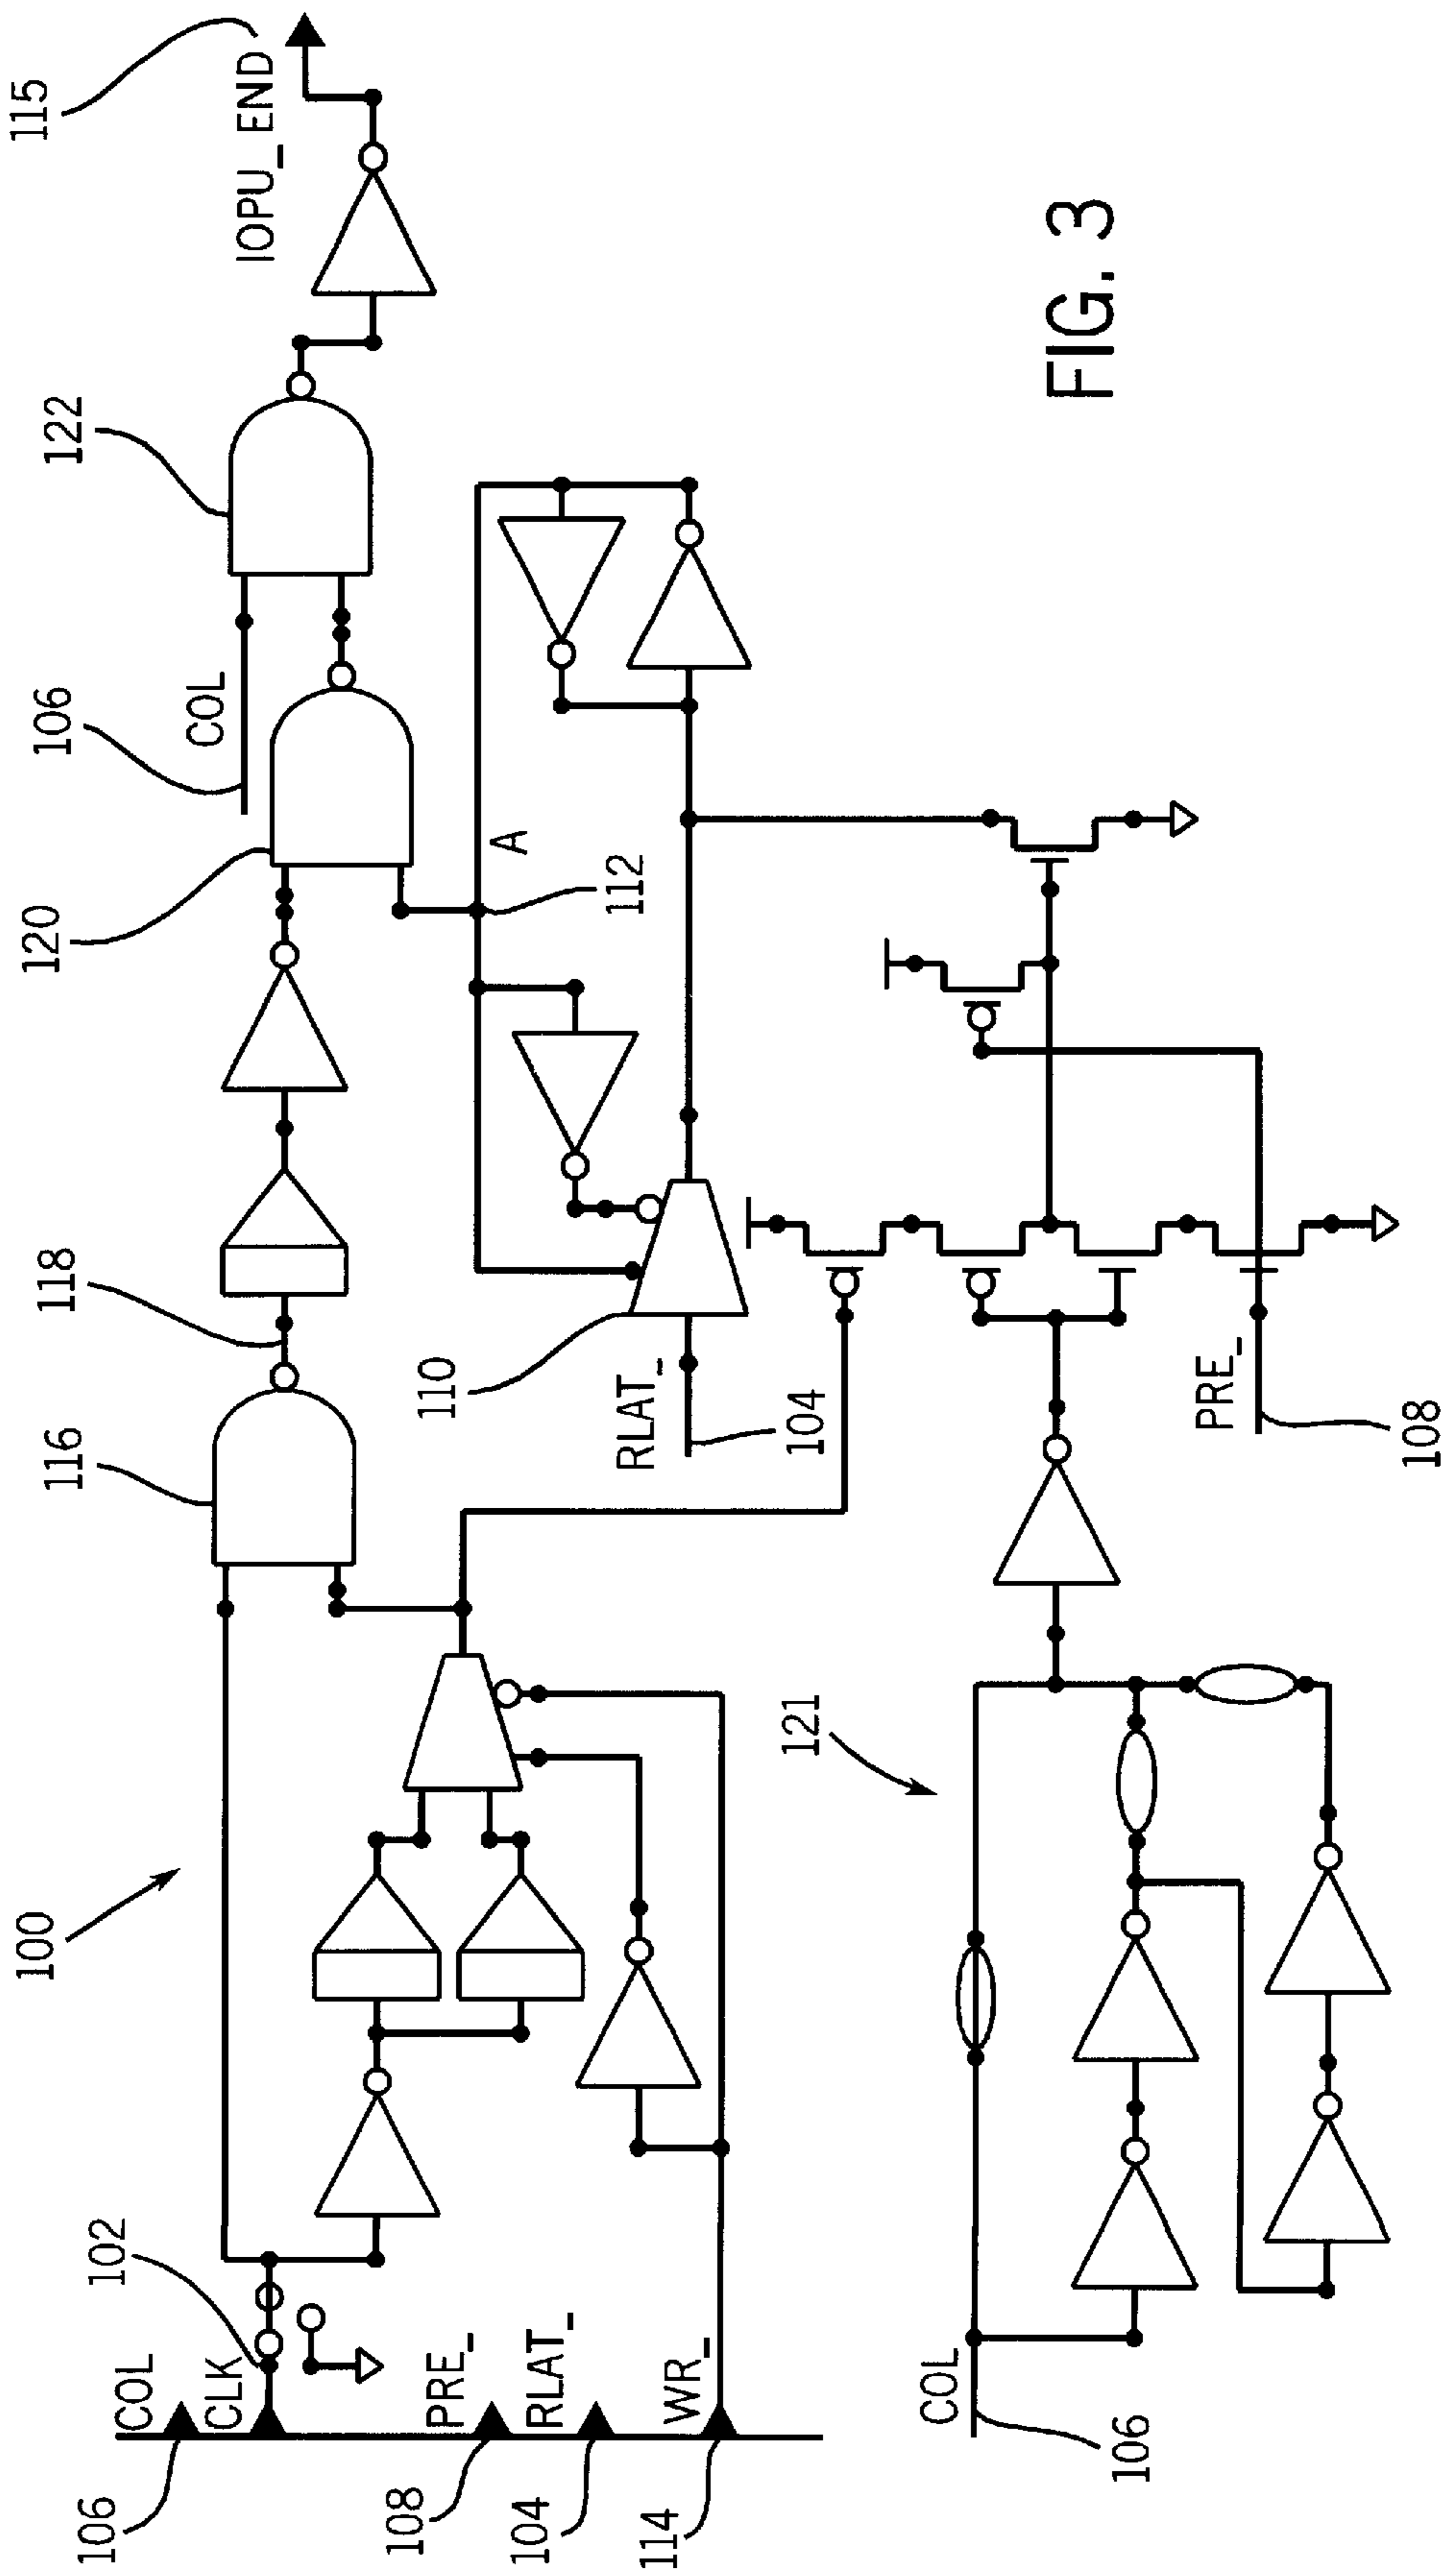 115
IOPU_END
122
106
COL
120
A
112
118
116
110
RLAT_
104
PRE_
108
100
121
102
COL
CLK
PRE_
RLAT_
WR_
106
108
104
114
COL
106
FIG. 3